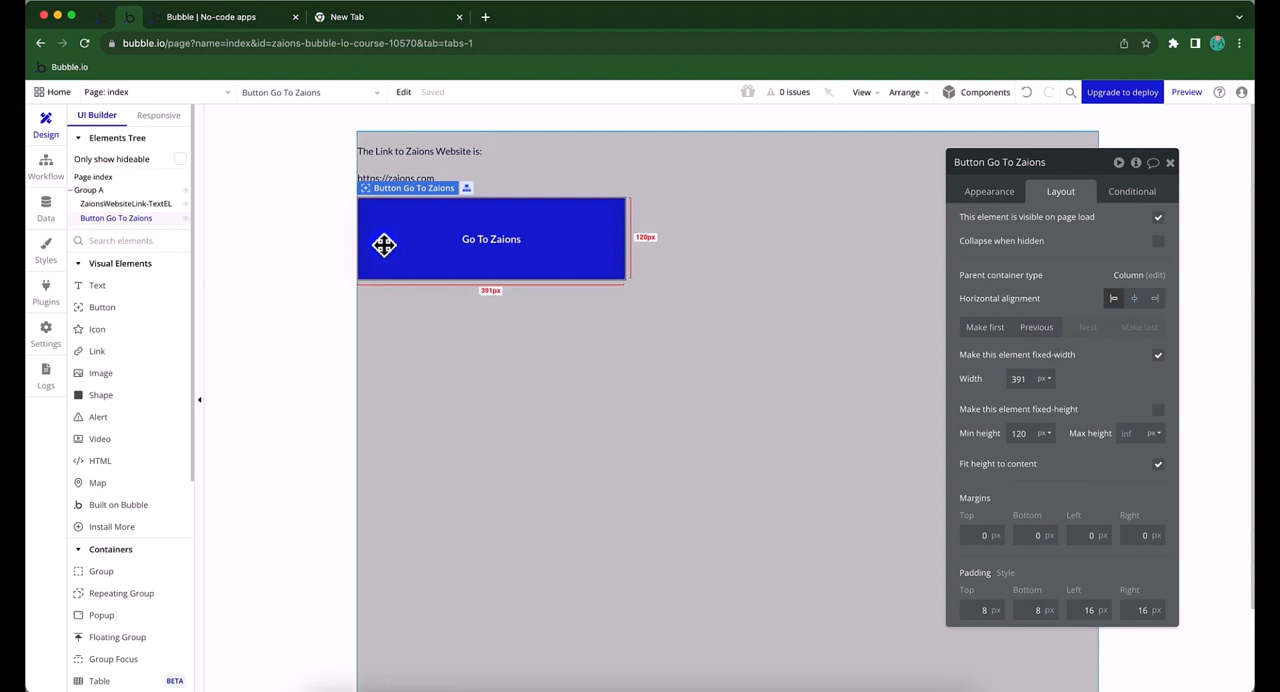 Bubble | No-code apps
New Tab
bubble.io/page?name=index&id=zaions-bubble-io-course-10570&tab=tabs-1
Bubble.io
Home
Page: index
Button Go To Zaions
Edit
Saved
0 issues
View
Arrange
Components
Upgrade to deploy
Preview
Design
Workflow
Data
Styles
Plugins
Settings
Logs
UI Builder
Responsive
Elements Tree
Only show hideable
Page index
Group A
ZaionsWebsiteLink-TextEL
Button Go To Zaions
Search elements
Visual Elements
Text
Button
Icon
Link
Image
Shape
Alert
Video
HTML
Map
Built on Bubble
Install More
Containers
Group
Repeating Group
Popup
Floating Group
Group Focus
Table
BETA
The Link to Zaions Website is:
https://zaions.com
Button Go To Zaions
Go To Zaions
120px
391px
Button Go To Zaions
Appearance
Layout
Conditional
This element is visible on page load
Collapse when hidden
Parent container type
Column (edit)
Horizontal alignment
Make first
Previous
Next
Make last
Make this element fixed-width
Width
391 px
Make this element fixed-height
Min height
120 px
Max height
inf px
Fit height to content
Margins
Top Bottom Left Right
0 px 0 px 0 px 0 px
Padding Style
Top Bottom Left Right
8 px 8 px 16 px 16 px